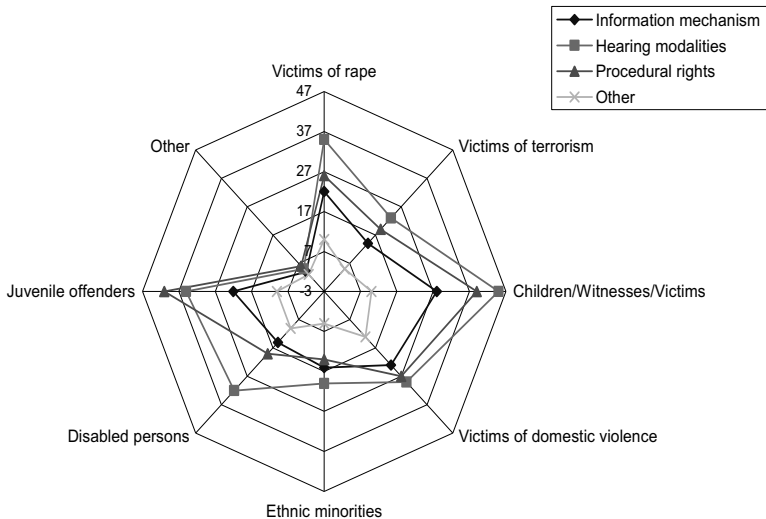 Information mechanism
Hearing modalities
Procedural rights
Other
Victims of rape
47
Other
37
Victims of terrorism
27
17
7
Juvenile offenders
-3
Children/Witnesses/Victims
Disabled persons
Victims of domestic violence
Ethnic minorities